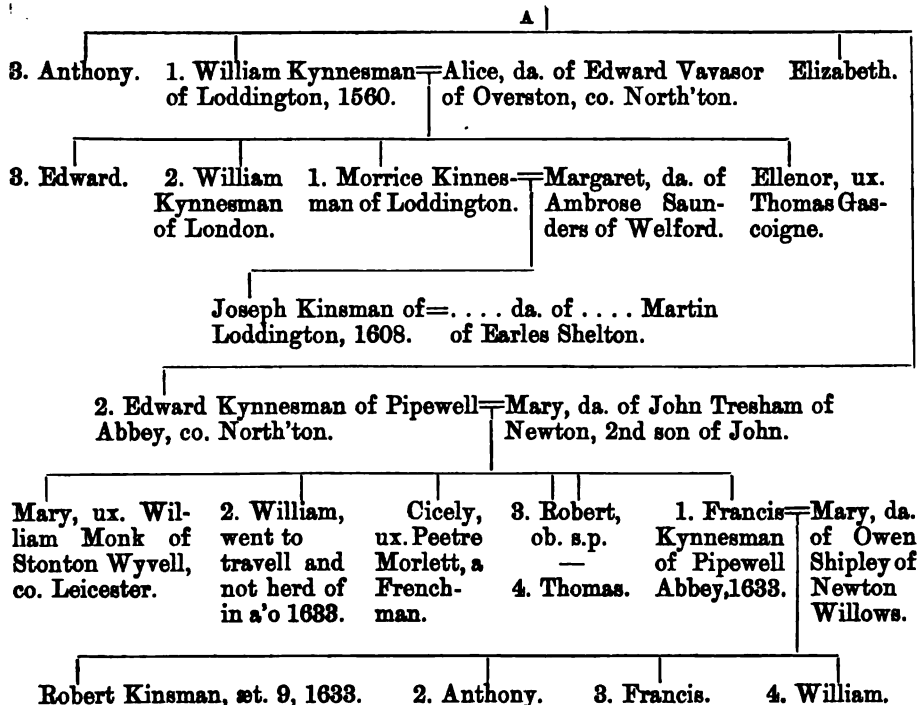 A
3. Anthony. 1. William Kynnesman=Alice, da. of Edward Vavasor Elizabeth.
of Loddington, 1560. of Overston, co. North'ton.
3. Edward. 2. William 1. Morrice Kinnes-=Margaret, da. of Ellenor, ux.
Kynnesman man of Loddington. Ambrose Saun- Thomas Gas-
of London. ders of Welford. coigne.
Joseph Kinsman of=.... da. of .... Martin
Loddington, 1608. of Earles Shelton.
2. Edward Kynnesman of Pipewell=Mary, da. of John Tresham of
Abbey, co. North'ton. Newton, 2nd son of John.
Mary, ux. Wil- 2. William, Cicely, 3. Robert, 1. Francis=Mary, da.
liam Monk of went to ux. Peetre ob. s.p. Kynnesman of Owen
Stonton Wyvell, travell and Morlett, a — of Pipewell Shipley of
co. Leicester. not herd of French- 4. Thomas. Abbey, 1633. Newton
in a'o 1633. man. Willows.
Robert Kinsman, æt. 9, 1633. 2. Anthony. 3. Francis. 4. William.